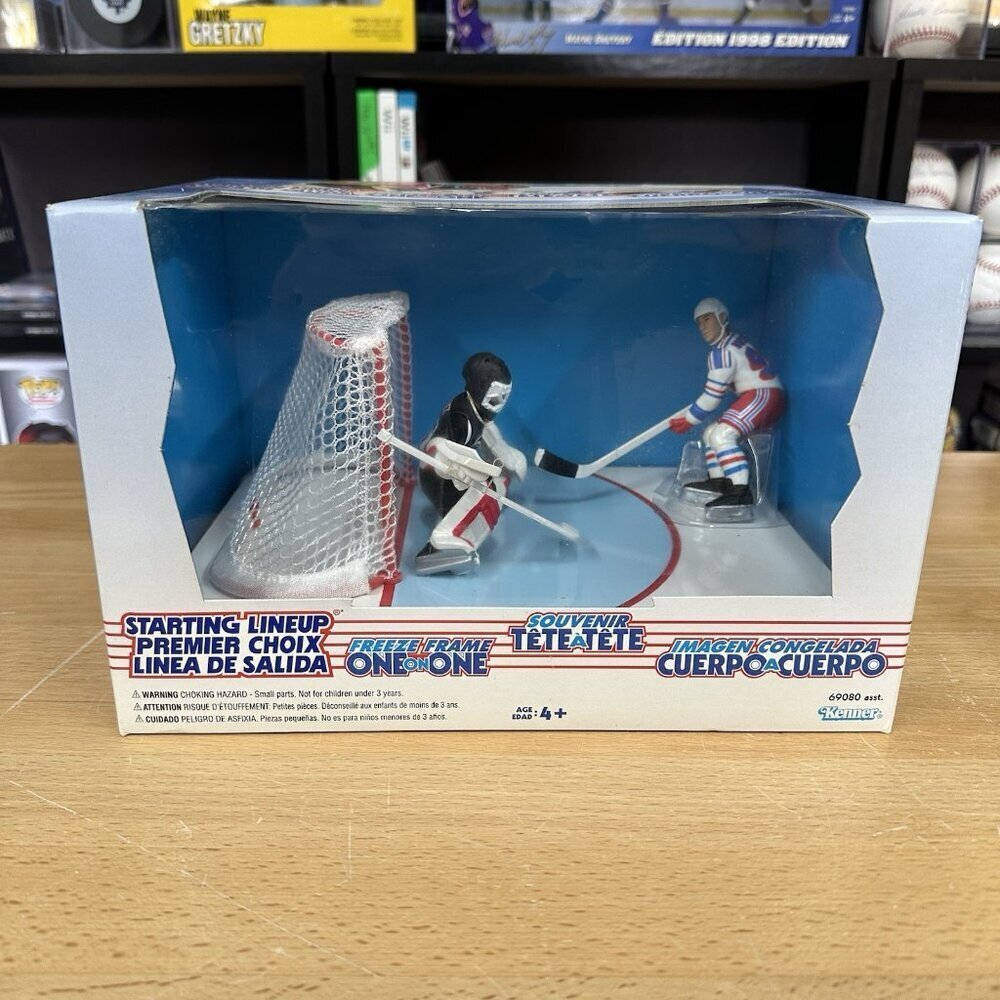 WAYNE
GRETZKY
EDITION 1998 EDITION
Wii
STARTING LINEUP
PREMIER CHOIX
LINEA DE SALIDA
FREEZE FRAME
ONE ON ONE
SOUVENIR
TÊTE À TÊTE
IMAGEN CONGELADA
CUERPO A CUERPO
⚠ WARNING CHOKING HAZARD - Small parts. Not for children under 3 years.
⚠ ATTENTION RISQUE D'ÉTOUFFEMENT. Petites pièces. Déconseillé aux enfants de moins de 3 ans.
⚠ CUIDADO PELIGRO DE ASFIXIA. Piezas pequeñas. No es para niños menores de 3 años.
AGE
EDAD : 4+
69080 asst.
Kenner®